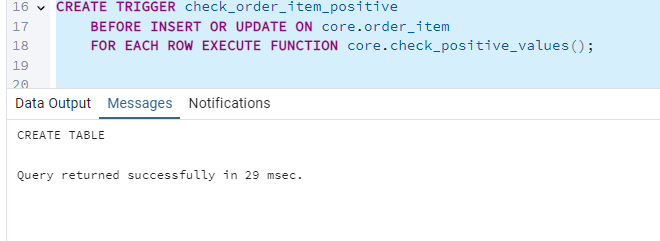 16 CREATE TRIGGER check_order_item_positive
17 BEFORE INSERT OR UPDATE ON core.order_item
18 FOR EACH ROW EXECUTE FUNCTION core.check_positive_values();
19
20
Data Output Messages Notifications
CREATE TABLE
Query returned successfully in 29 msec.